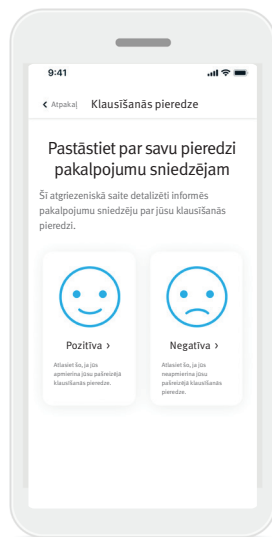 9:41
Atpakaļ Klausīšanās pieredze
Pastāstiet par savu pieredzi
pakalpojumu sniedzējam
Šī atgriezeniskā saite detalizēti informēs
pakalpojumu sniedzēju par jūsu klausīšanās
pieredzi.
Pozitīva ›
Atlasiet šo, ja jūs
apmierina jūsu pašreizējā
klausīšanās pieredze.
Negatīva ›
Atlasiet šo, ja jūs
neapmierina jūsu
pašreizējā klausīšanās
pieredze.